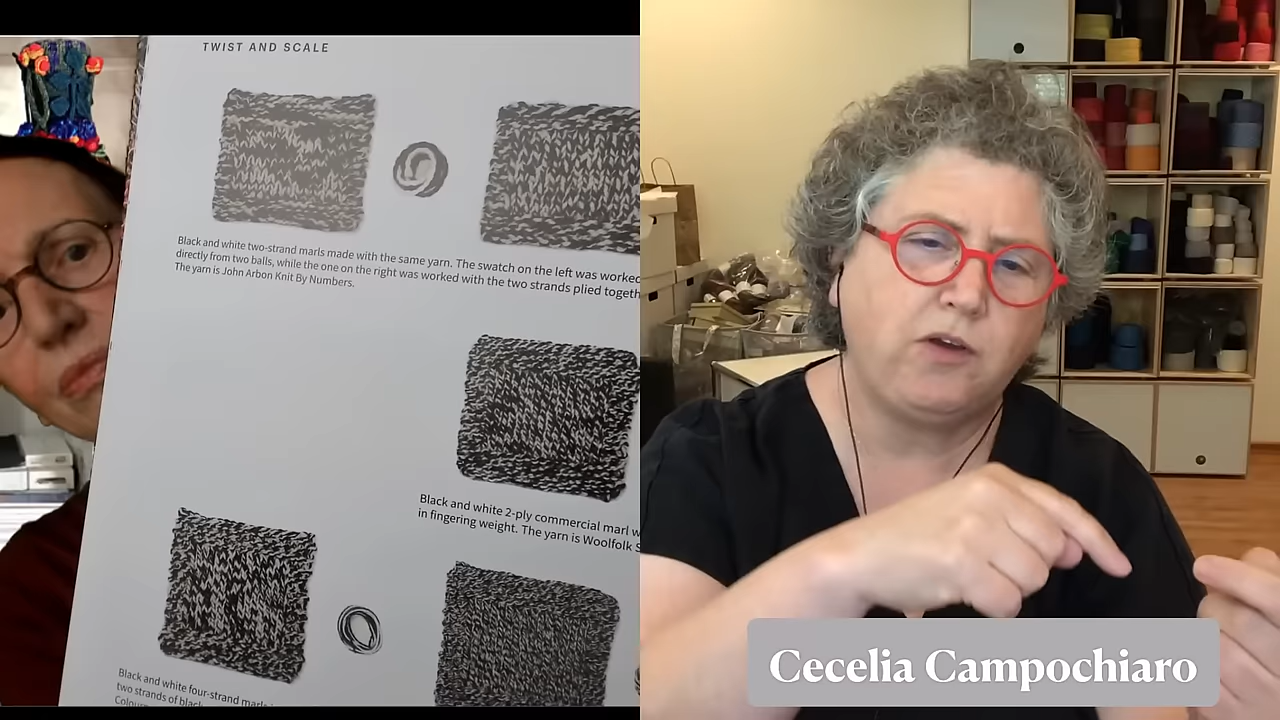 TWIST AND SCALE
Black and white two-strand marls made with the same yarn. The swatch on the left was worked
directly from two balls, while the one on the right was worked with the two strands plied
The yarn is John Arbon Knit By Numbers.
Black and white 2-ply commercial marl
in fingering weight. The yarn is Woolfolk
Black and white four-strand marls
two strands of
Cecelia Campochiaro